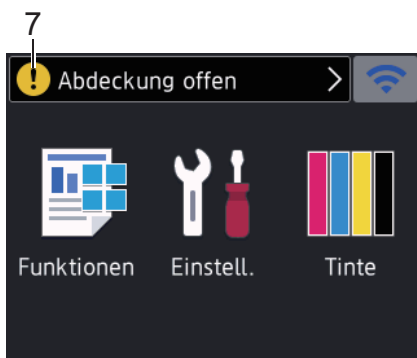 7
Abdeckung offen
Funktionen
Einstell.
Tinte